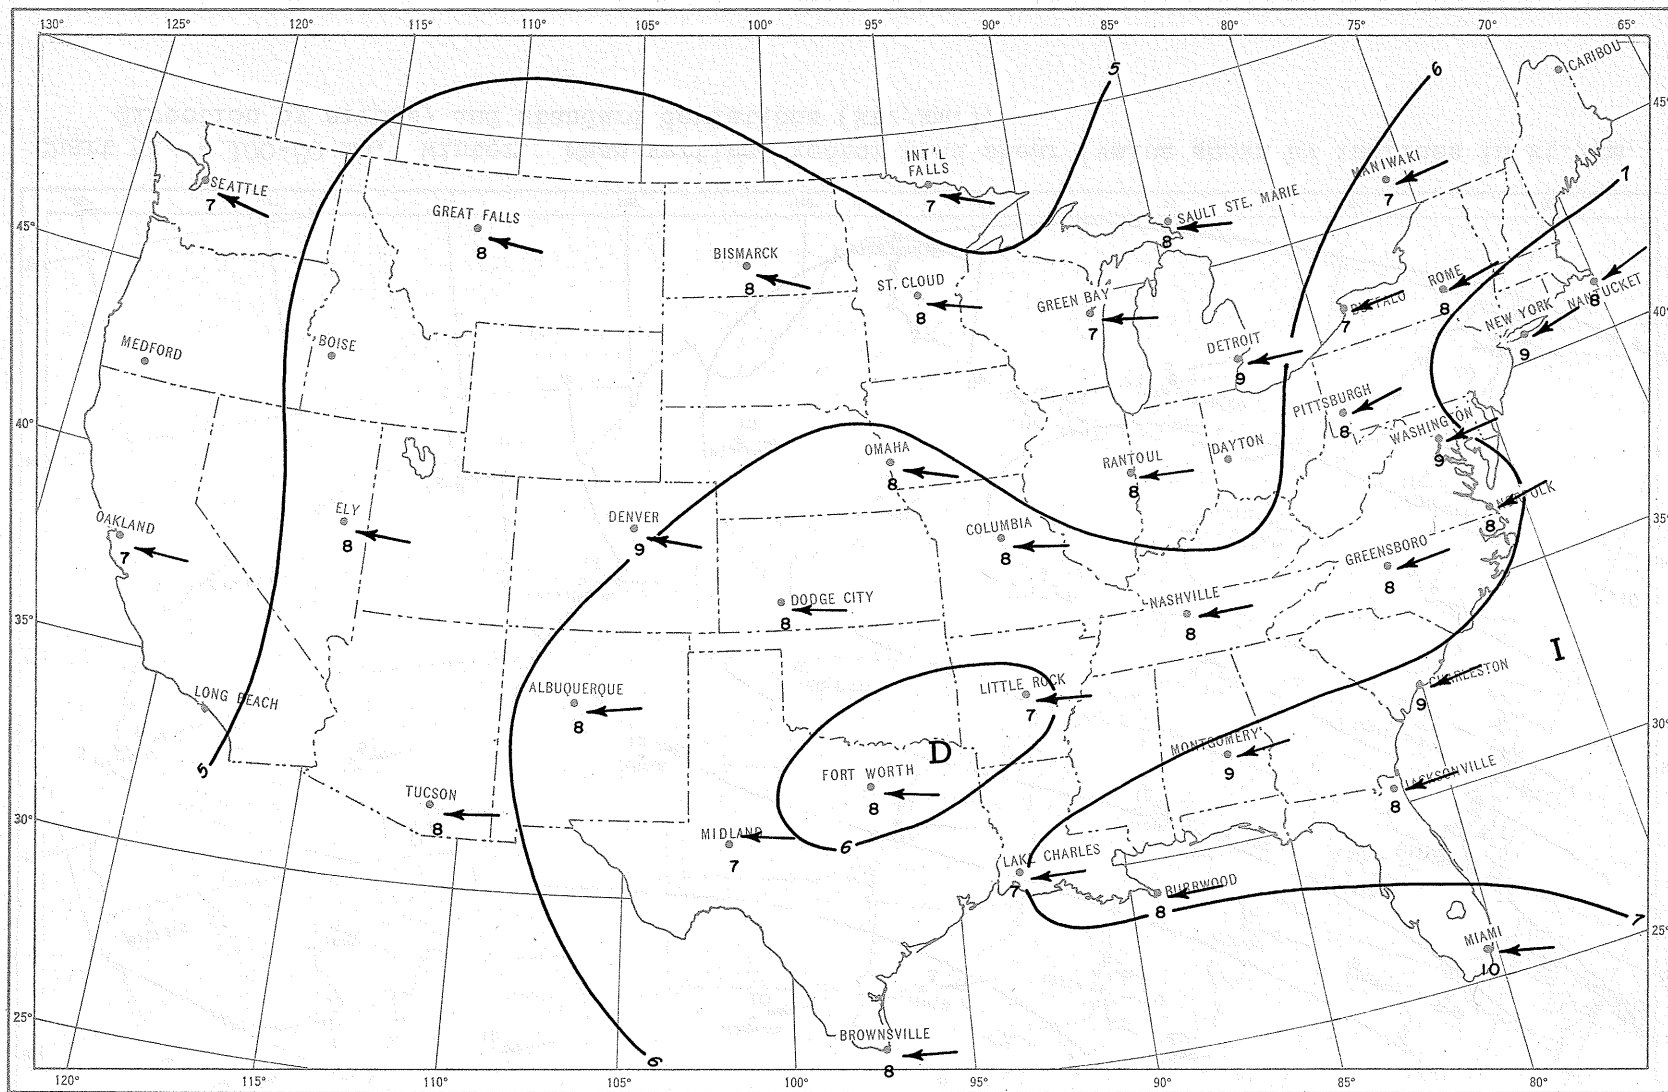 130° 125° 120° 115° 110° 105° 100° 95° 90° 85° 80° 75° 70° 65°
5
6
CARIBOU
45°
INT'L
FALLS
7
MANIWAKI
7
7
SEATTLE
7
GREAT FALLS
8
SAULT STE. MARIE
8
45°
BISMARCK
8
ST. CLOUD
8
GREEN BAY
7
BUFFALO
7
ROME
8
NANTUCKET
8
NEW YORK
9
40°
MEDFORD
BOISE
DETROIT
9
PITTSBURGH
8
WASHINGTON
9
40°
OMAHA
8
RANTOUL
8
DAYTON
NORFOLK
8
OAKLAND
7
ELY
8
DENVER
9
COLUMBIA
8
GREENSBORO
8
35°
DODGE CITY
8
NASHVILLE
8
35°
I
LONG BEACH
5
ALBUQUERQUE
8
LITTLE ROCK
7
CHARLESTON
9
30°
D
FORT WORTH
8
MONTGOMERY
9
JACKSONVILLE
8
TUCSON
8
30°
MIDLAND
7
6
LAKE CHARLES
7
BURRWOOD
8
7
25°
MIAMI
10
25°
BROWNSVILLE
8
6
120° 115° 110° 105° 100° 95° 90° 85° 80° 75°